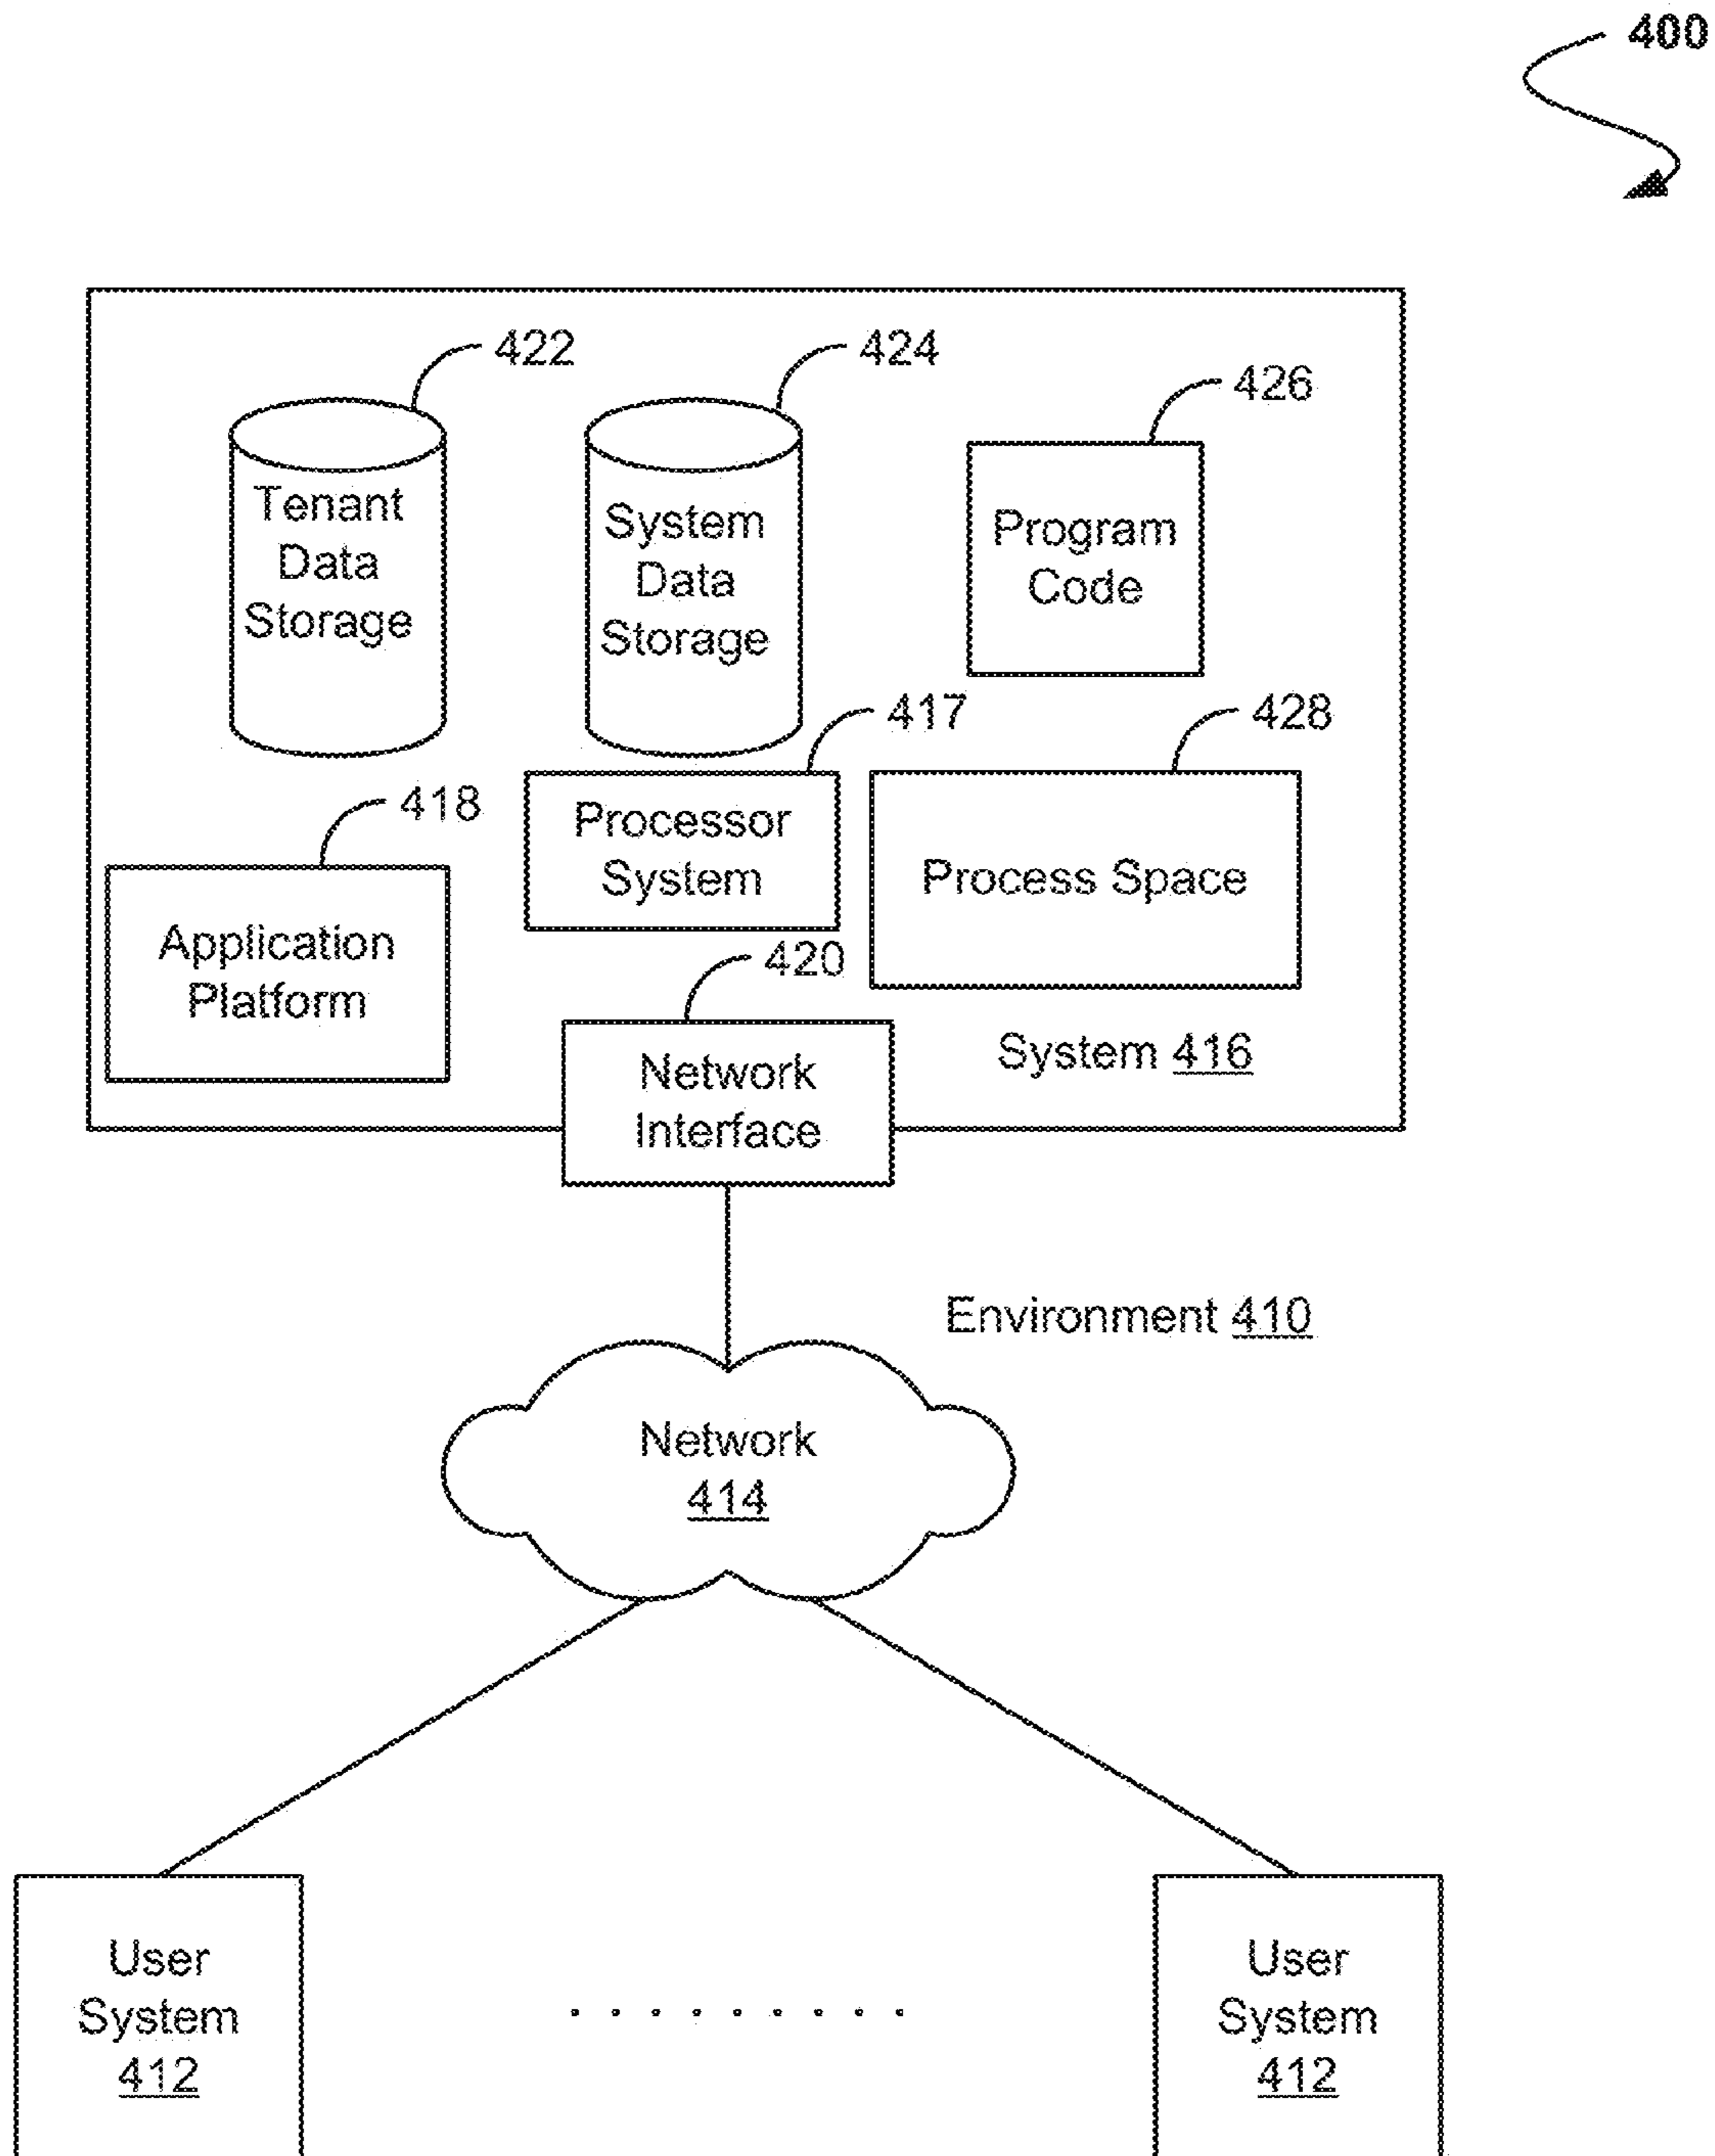 400
422
424
426
Tenant
Data
Storage
System
Data
Storage
Program
Code
417
428
418
Processor
System
Process Space
Application
Platform
420
Network
Interface
System 416
Environment 410
Network
414
User
System
412
User
System
412